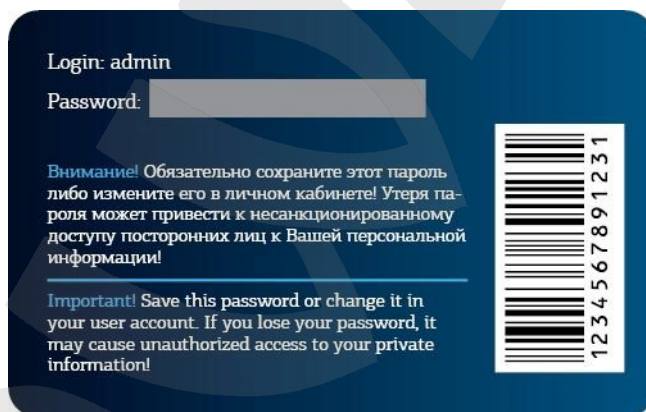 Login: admin
Password:
Внимание! Обязательно сохраните этот пароль
либо измените его в личном кабинете! Утеря па-
роля может привести к несанкционированному
доступу посторонних лиц к Вашей персональной
информации!
Important! Save this password or change it in
your user account. If you lose your password, it
may cause unauthorized access to your private
information!
1234567891231